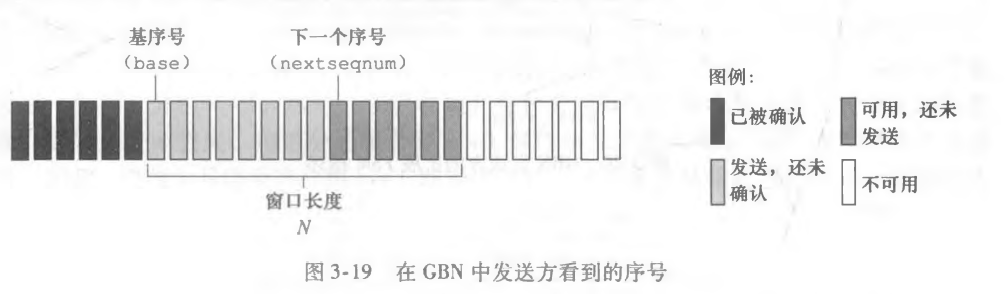 基序号
(base)
下一个序号
(nextseqnum)
窗口长度
N
图例:
已被确认
可用，还未
发送
发送，还未
确认
不可用
图 3-19 在 GBN 中发送方看到的序号